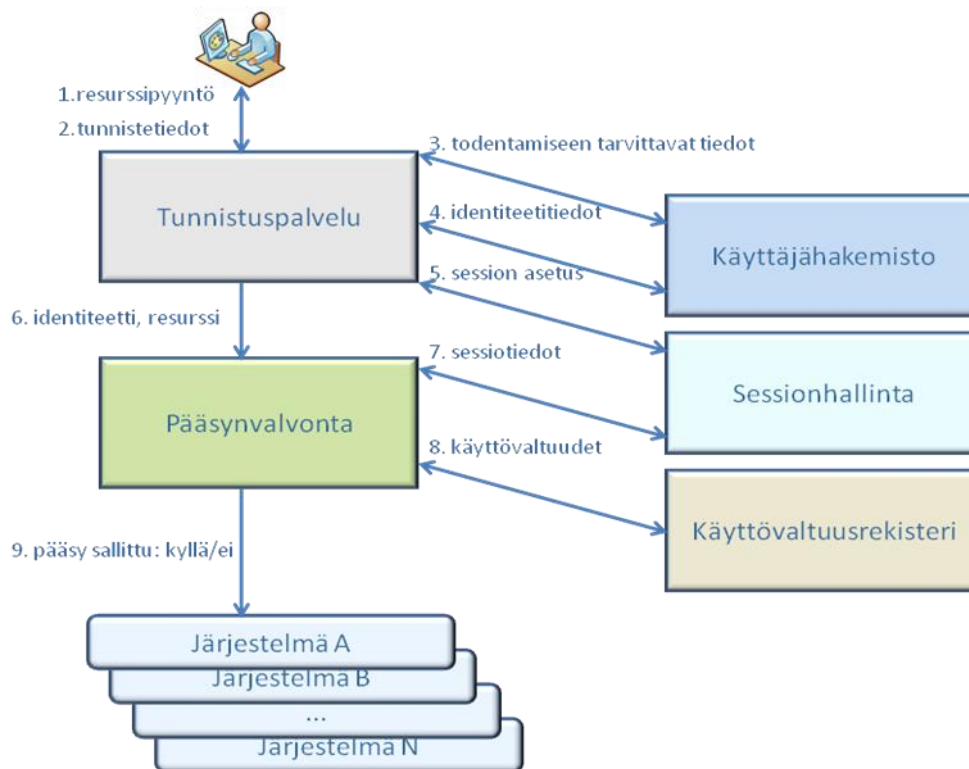 1.resurssipyyntö
2.tunnistetiedot
3. todentamiseen tarvittavat tiedot
Tunnistuspalvelu
4. identiteetitiedot
Käyttäjähakemisto
5. session asetus
6. identiteetti, resurssi
7. sessiotiedot
Sessionhallinta
Pääsynvalvonta
8. käyttövaltuudet
Käyttövaltuusrekisteri
9. pääsy sallittu: kyllä/ei
Järjestelmä A
Järjestelmä B
...
Järjestelmä N